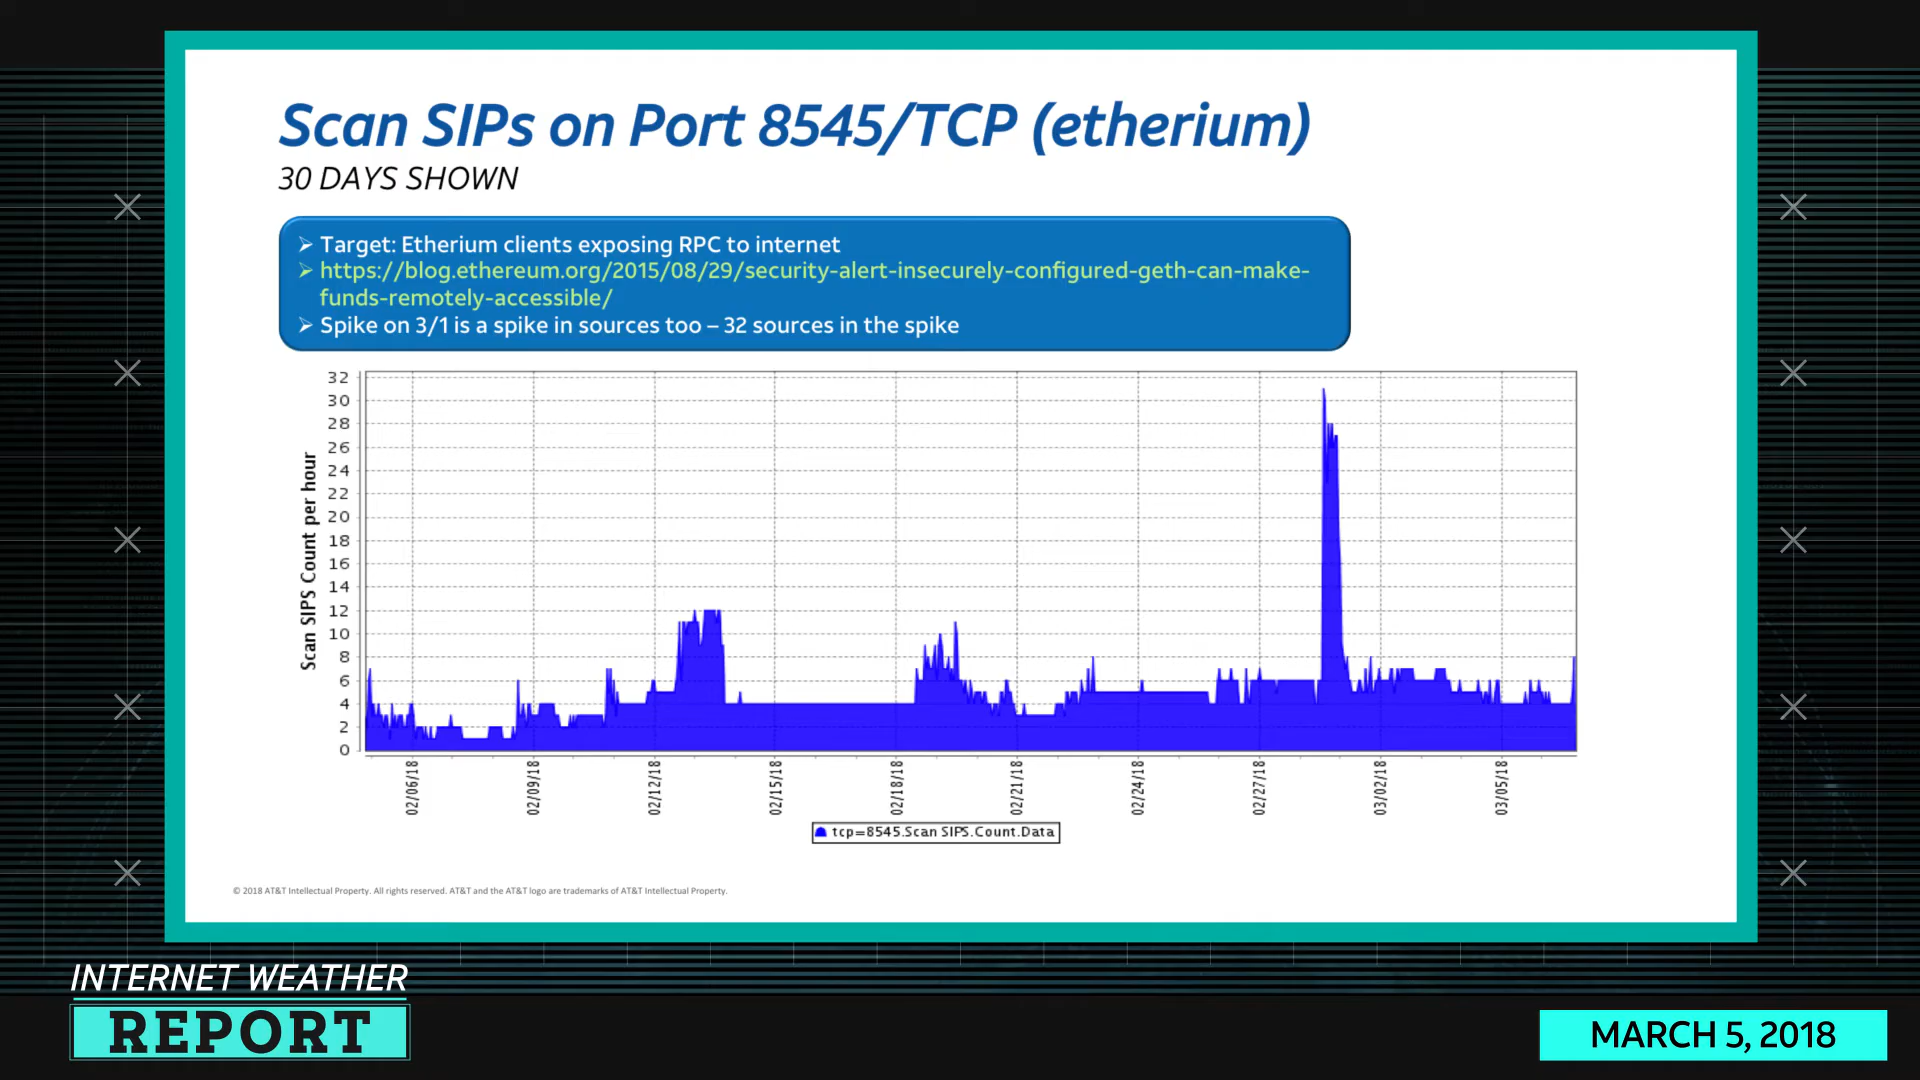 Scan SIPs on Port 8545/TCP (etherium)
30 DAYS SHOWN
➢ Target: Etherium clients exposing RPC to internet
➢ https://blog.ethereum.org/2015/08/29/security-alert-insecurely-configured-geth-can-make-
funds-remotely-accessible/
➢ Spike on 3/1 is a spike in sources too – 32 sources in the spike
Scan SIPS Count per hour
32
30
28
26
24
22
20
18
16
14
12
10
8
6
4
2
0
02/06/18
02/09/18
02/12/18
02/15/18
02/18/18
02/21/18
02/24/18
02/27/18
03/02/18
03/05/18
tcp=8545.Scan SIPS.Count.Data
© 2018 AT&T Intellectual Property. All rights reserved. AT&T and the AT&T logo are trademarks of AT&T Intellectual Property.
INTERNET WEATHER
REPORT
MARCH 5, 2018